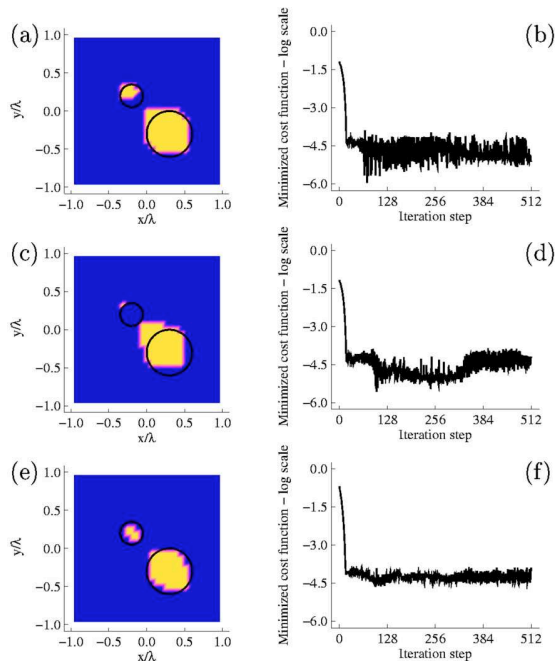 (a)
y/λ
1.0
0.5
0.0
−0.5
−1.0
−1.0 −0.5 0.0 0.5 1.0
x/λ
(b)
Minimized cost function − log scale
0.0
−1.5
−3.0
−4.5
−6.0
0 128 256 384 512
Iteration step
(c)
y/λ
1.0
0.5
0.0
−0.5
−1.0
−1.0 −0.5 0.0 0.5 1.0
x/λ
(d)
Minimized cost function − log scale
0.0
−1.5
−3.0
−4.5
−6.0
0 128 256 384 512
Iteration step
(e)
y/λ
1.0
0.5
0.0
−0.5
−1.0
−1.0 −0.5 0.0 0.5 1.0
x/λ
(f)
Minimized cost function − log scale
0.0
−1.5
−3.0
−4.5
−6.0
0 128 256 384 512
Iteration step